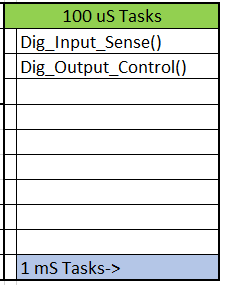 100 uS Tasks
Dig_Input_Sense()
Dig_Output_Control()
1 mS Tasks->